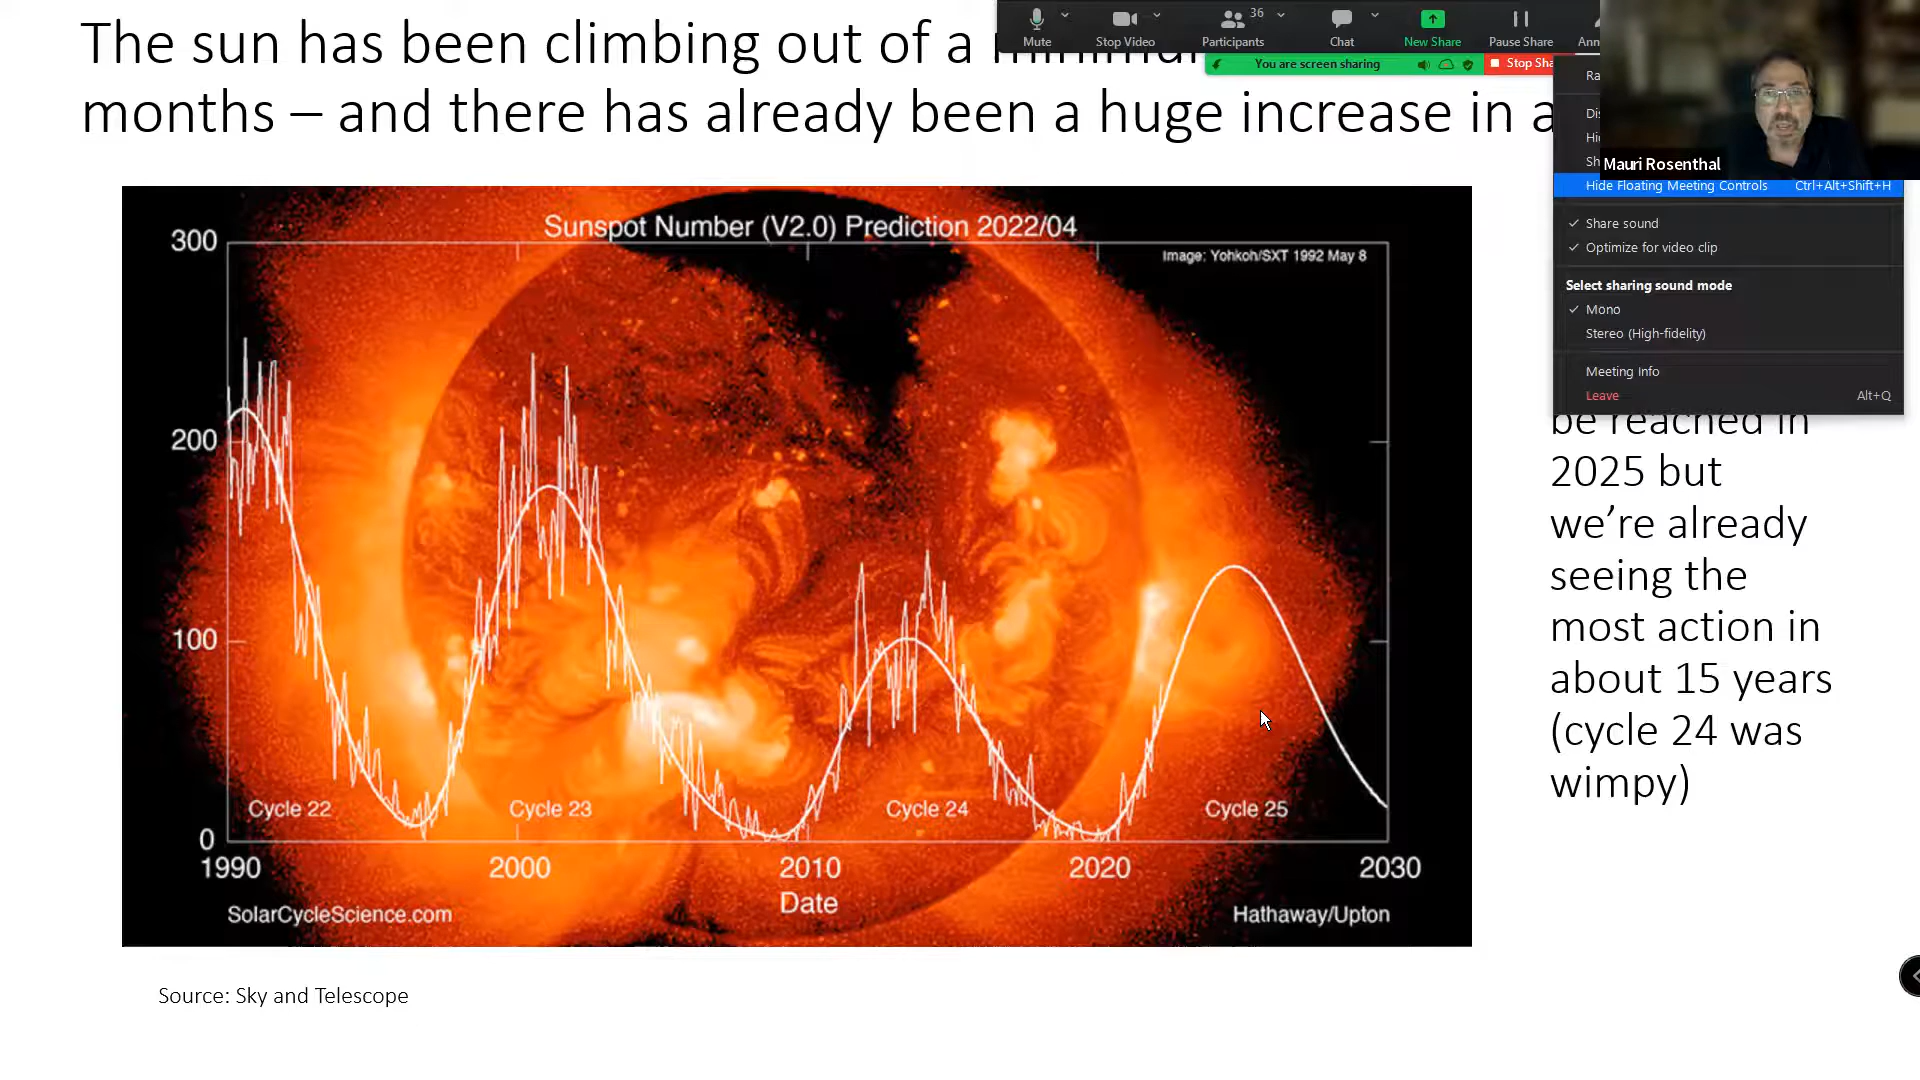 The sun has been climbing out of a
months – and there has already been a huge increase in a
Mute
Stop Video
Participants
36
Chat
New Share
Pause Share
You are screen sharing
Mauri Rosenthal
Hide Floating Meeting Controls Ctrl+Alt+Shift+H
Share sound
Optimize for video clip
Select sharing sound mode
Mono
Stereo (High-fidelity)
Meeting Info
Leave Alt+Q
Sunspot Number (V2.0) Prediction 2022/04
Image: Yohkoh/SXT 1992 May 8
300
200
100
0
Cycle 22
Cycle 23
Cycle 24
Cycle 25
1990
2000
2010
2020
2030
Date
SolarCycleScience.com
Hathaway/Upton
be reached in
2025 but
we’re already
seeing the
most action in
about 15 years
(cycle 24 was
wimpy)
Source: Sky and Telescope